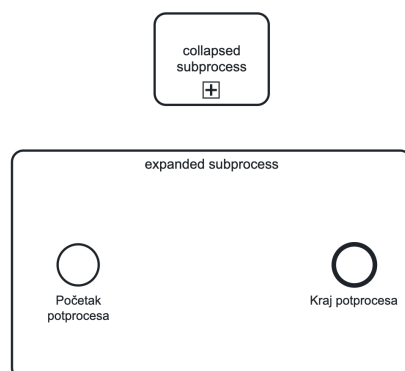 collapsed
subprocess
expanded subprocess
Početak
potprocesa
Kraj potprocesa